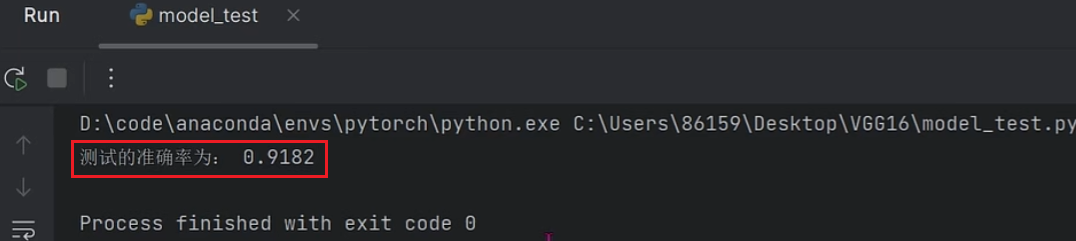 Run model_test
D:\code\anaconda\envs\pytorch\python.exe C:\Users\86159\Desktop\VGG16\model_test.py
测试的准确率为： 0.9182
Process finished with exit code 0